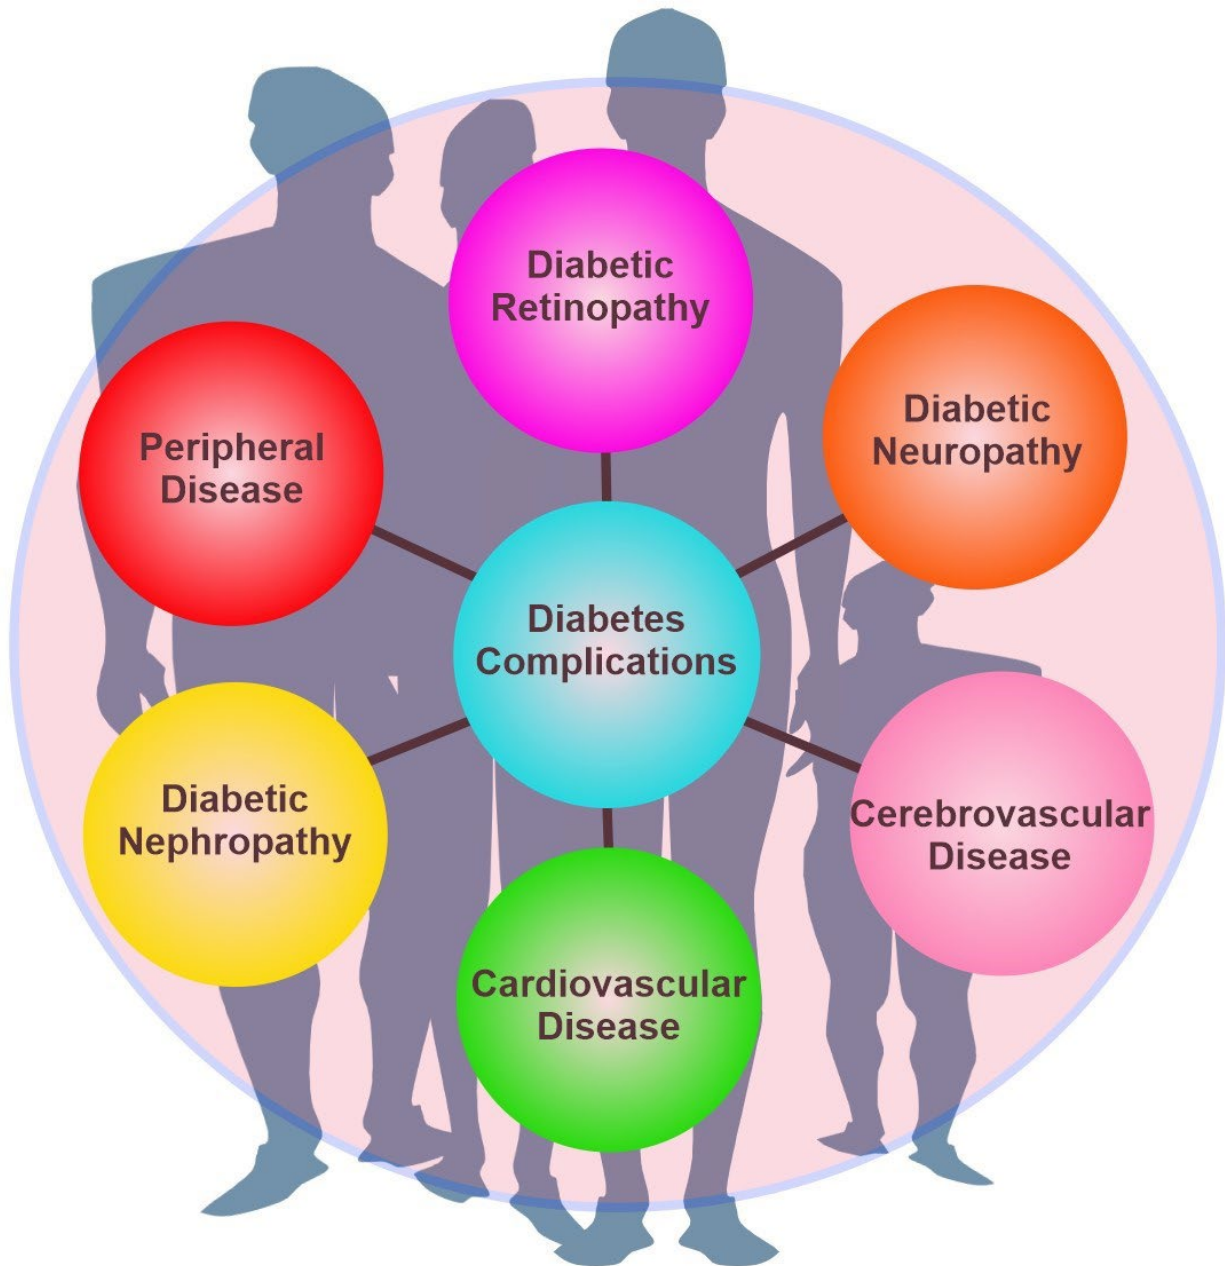 Diabetic
Retinopathy
Diabetic
Neuropathy
Peripheral
Disease
Diabetes
Complications
Diabetic
Nephropathy
Cerebrovascular
Disease
Cardiovascular
Disease